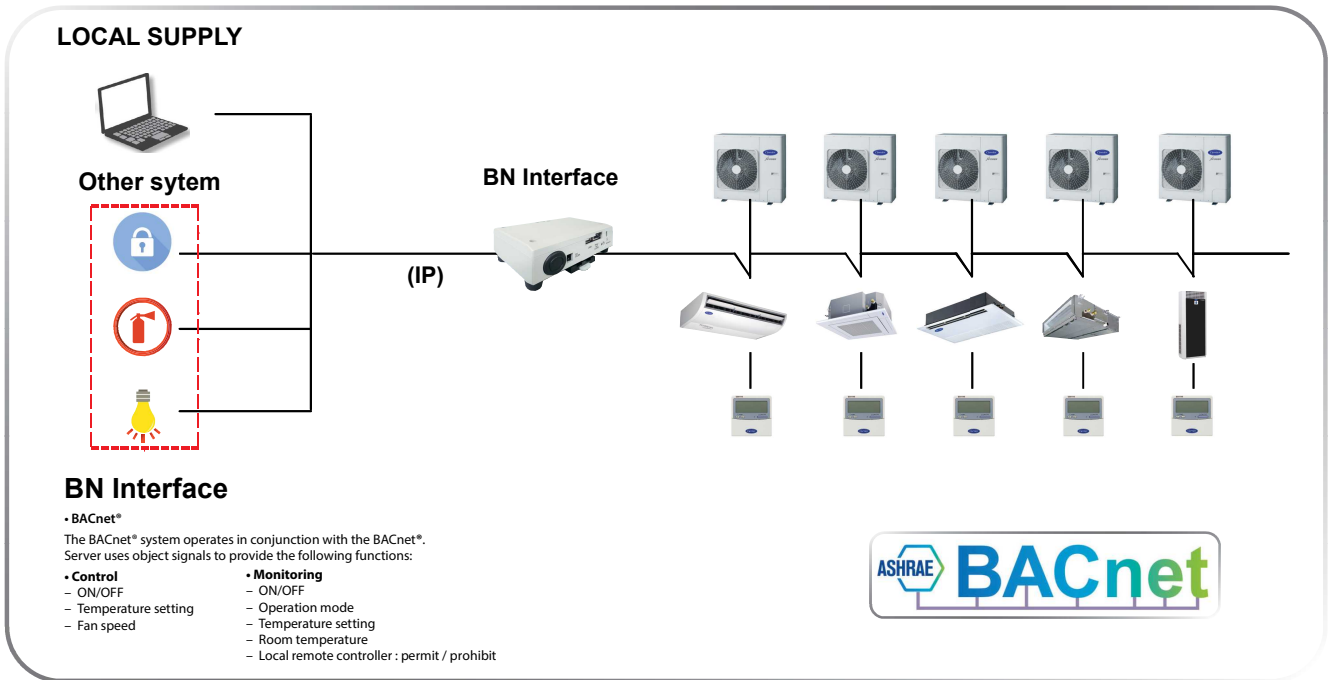 LOCAL SUPPLY
Other sytem
BN Interface
(IP)
BN Interface
• BACnet®
The BACnet® system operates in conjunction with the BACnet®.
Server uses object signals to provide the following functions:
• Control
– ON/OFF
– Temperature setting
– Fan speed
• Monitoring
– ON/OFF
– Operation mode
– Temperature setting
– Room temperature
– Local remote controller : permit / prohibit
ASHRAE BACnet